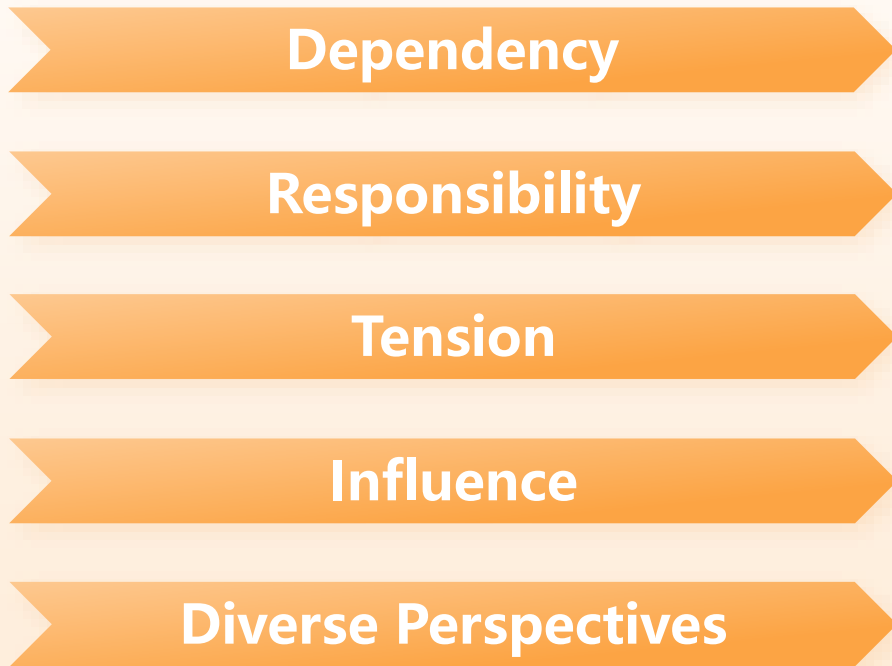 Dependency
Responsibility
Tension
Influence
Diverse Perspectives